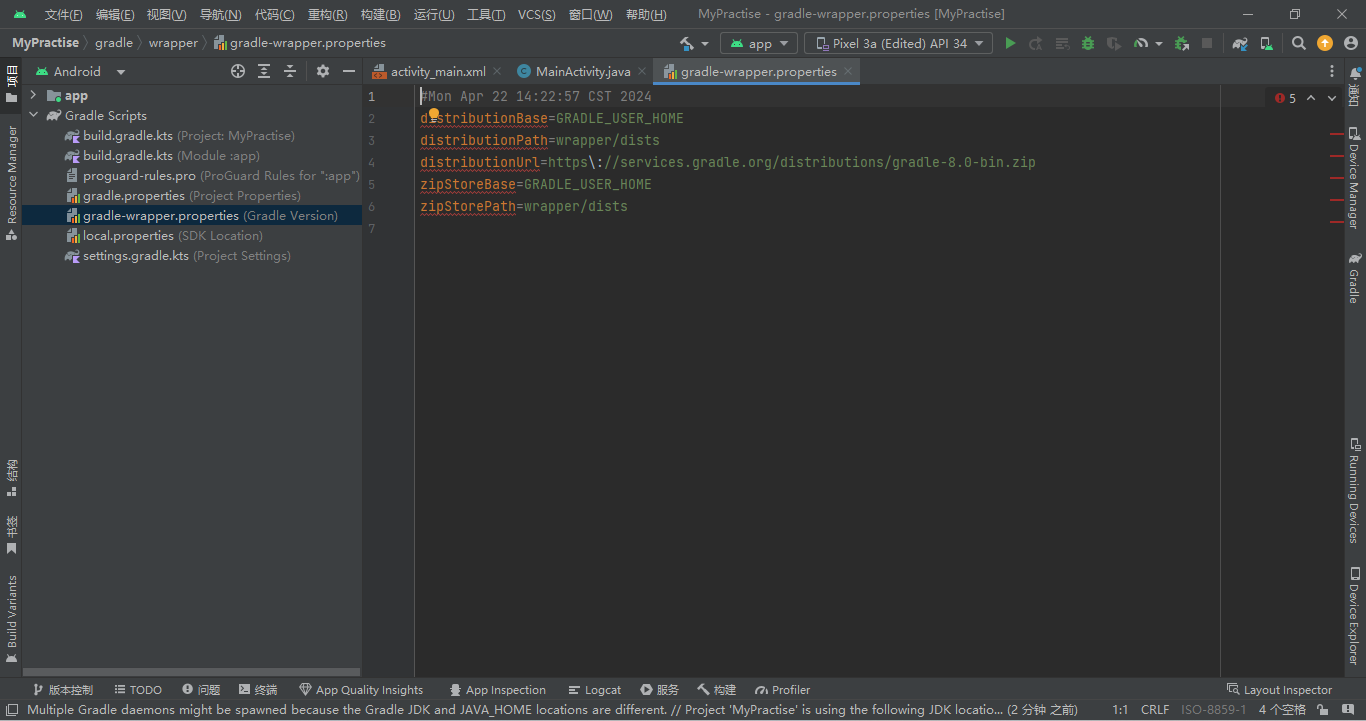 文件(F) 编辑(E) 视图(V) 导航(N) 代码(C) 重构(R) 构建(B) 运行(U) 工具(T) VCS(S) 窗口(W) 帮助(H) MyPractise - gradle-wrapper.properties [MyPractise]
MyPractise gradle wrapper gradle-wrapper.properties app Pixel 3a (Edited) API 34
项目
Resource Manager
结构
书签
Build Variants
Android
app
Gradle Scripts
build.gradle.kts (Project: MyPractise)
build.gradle.kts (Module :app)
proguard-rules.pro (ProGuard Rules for ":app")
gradle.properties (Project Properties)
gradle-wrapper.properties (Gradle Version)
local.properties (SDK Location)
settings.gradle.kts (Project Settings)
activity_main.xml MainActivity.java gradle-wrapper.properties
1 #Mon Apr 22 14:22:57 CST 2024
2 distributionBase=GRADLE_USER_HOME
3 distributionPath=wrapper/dists
4 distributionUrl=https\://services.gradle.org/distributions/gradle-8.0-bin.zip
5 zipStoreBase=GRADLE_USER_HOME
6 zipStorePath=wrapper/dists
7
5
通知
Device Manager
Gradle
Running Devices
Device Explorer
版本控制 TODO 问题 终端 App Quality Insights App Inspection Logcat 服务 构建 Profiler Layout Inspector
Multiple Gradle daemons might be spawned because the Gradle JDK and JAVA_HOME locations are different. // Project 'MyPractise' is using the following JDK locatio... (2 分钟 之前) 1:1 CRLF ISO-8859-1 4 个空格